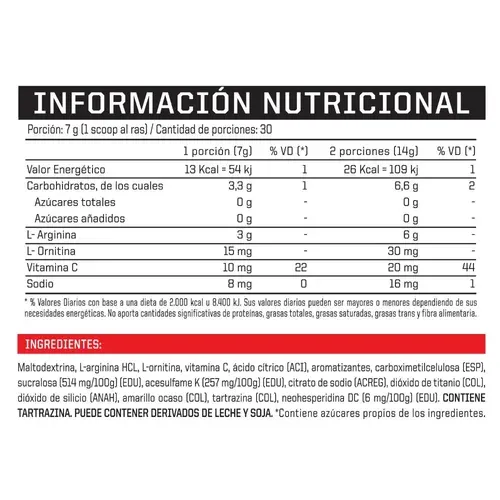 INFORMACIÓN NUTRICIONAL
Porción: 7 g (1 scoop al ras) / Cantidad de porciones: 30
1 porción (7g) % VD (*) 2 porciones (14g) % VD (*)
Valor Energético 13 Kcal = 54 kj 1 26 Kcal = 109 kj 1
Carbohidratos, de los cuales 3,3 g 1 6,6 g 2
Azúcares totales 0 g - 0 g -
Azúcares añadidos 0 g - 0 g -
L- Arginina 3 g - 6 g -
L- Ornitina 15 mg - 30 mg -
Vitamina C 10 mg 22 20 mg 44
Sodio 8 mg 0 16 mg 1
* % Valores Diarios con base a una dieta de 2.000 kcal u 8.400 kJ. Sus valores diarios pueden ser mayores o menores dependiendo de sus
necesidades energéticas. No aporta cantidades significativas de proteínas, grasas totales, grasas saturadas, grasas trans y fibra alimentaria.
INGREDIENTES:
Maltodextrina, L-arginina HCL, L-ornitina, vitamina C, ácido cítrico (ACI), aromatizantes, carboximetilcelulosa (ESP),
sucralosa (514 mg/100g) (EDU), acesulfame K (257 mg/100g) (EDU), citrato de sodio (ACREG), dióxido de titanio (COL),
dióxido de silicio (ANAH), amarillo ocaso (COL), tartrazina (COL), neohesperidina DC (6 mg/100g) (EDU). CONTIENE
TARTRAZINA. PUEDE CONTENER DERIVADOS DE LECHE Y SOJA. *Contiene azúcares propios de los ingredientes.